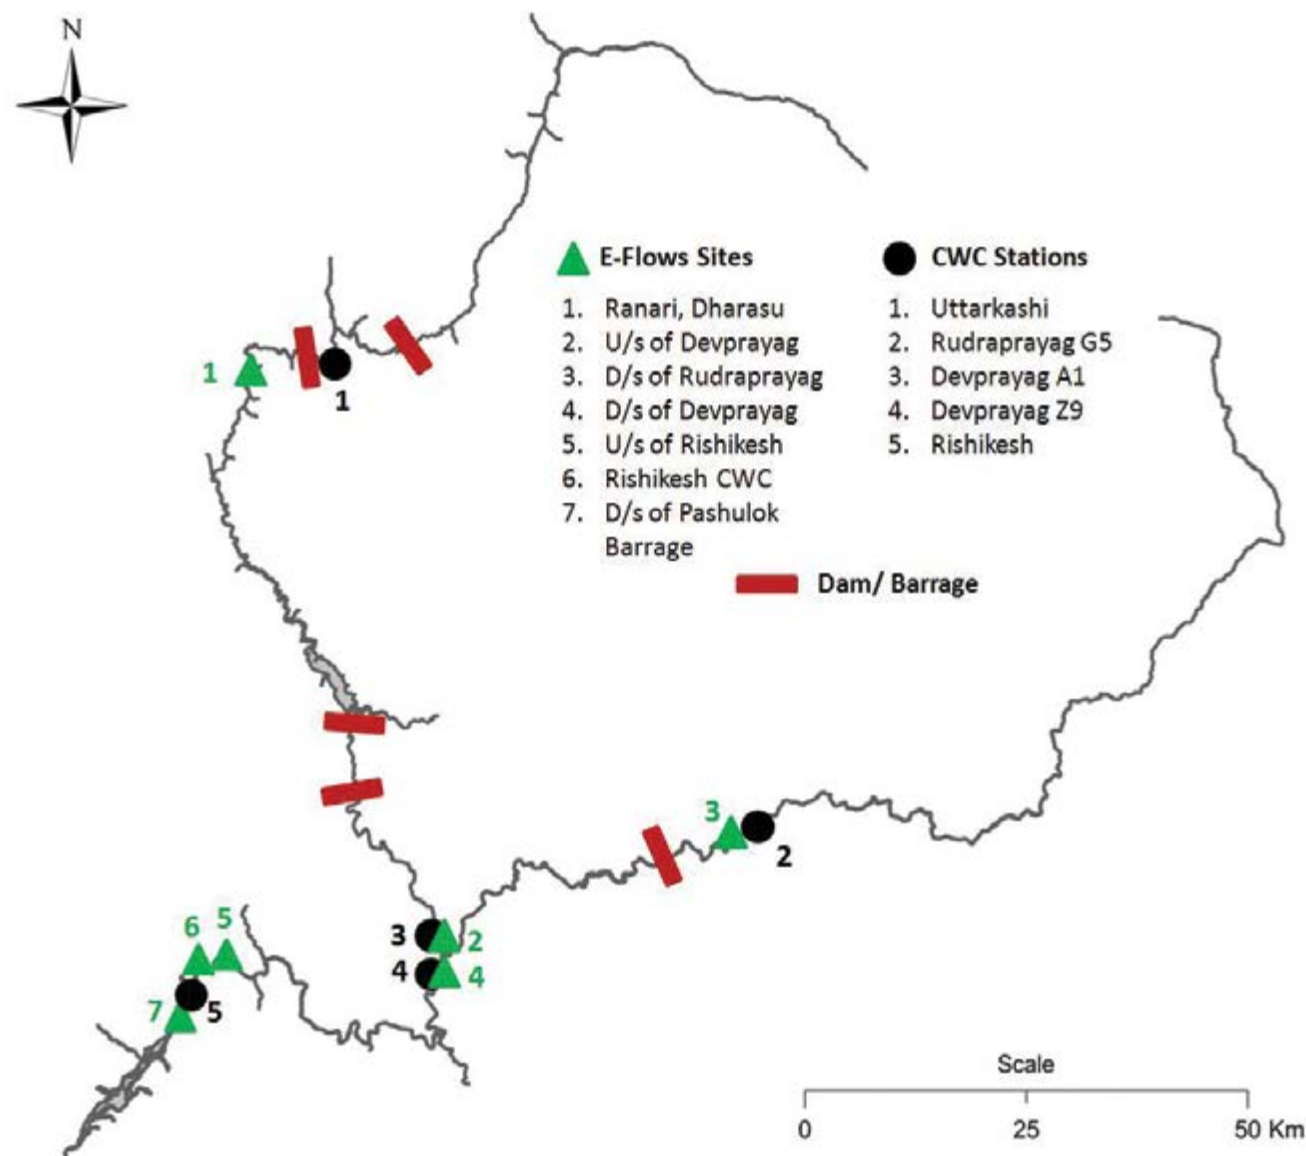 N
E-Flows Sites
1. Ranari, Dharasu
2. U/s of Devprayag
3. D/s of Rudraprayag
4. D/s of Devprayag
5. U/s of Rishikesh
6. Rishikesh CWC
7. D/s of Pashulok
Barrage
CWC Stations
1. Uttarkashi
2. Rudraprayag G5
3. Devprayag A1
4. Devprayag Z9
5. Rishikesh
Dam/ Barrage
1
1
3
2
3
2
4
4
6
5
7
5
Scale
0 25 50 Km